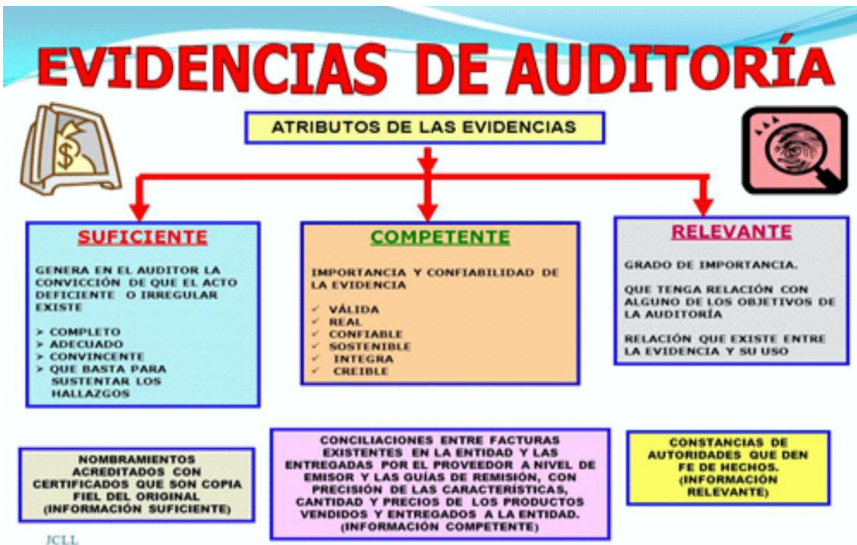 EVIDENCIAS DE AUDITORÍA
ATRIBUTOS DE LAS EVIDENCIAS
SUFICIENTE
GENERA EN EL AUDITOR LA
CONVICCIÓN DE QUE EL ACTO
DEFICIENTE O IRREGULAR
EXISTE
➢ COMPLETO
➢ ADECUADO
➢ CONVINCENTE
➢ QUE BASTA PARA
SUSTENTAR LOS
HALLAZGOS
COMPETENTE
IMPORTANCIA Y CONFIABILIDAD DE
LA EVIDENCIA
✓ VÁLIDA
✓ REAL
✓ CONFIABLE
✓ SOSTENIBLE
✓ INTEGRA
✓ CREIBLE
RELEVANTE
GRADO DE IMPORTANCIA.
QUE TENGA RELACIÓN CON
ALGUNO DE LOS OBJETIVOS DE
LA AUDITORÍA
RELACIÓN QUE EXISTE ENTRE
LA EVIDENCIA Y SU USO
NOMBRAMIENTOS
ACREDITADOS CON
CERTIFICADOS QUE SON COPIA
FIEL DEL ORIGINAL
(INFORMACIÓN SUFICIENTE)
CONCILIACIONES ENTRE FACTURAS
EXISTENTES EN LA ENTIDAD Y LAS
ENTREGADAS POR EL PROVEEDOR A NIVEL DE
EMISOR Y LAS GUÍAS DE REMISIÓN, CON
PRECISIÓN DE LAS CARACTERÍSTICAS,
CANTIDAD Y PRECIOS DE LOS PRODUCTOS
VENDIDOS Y ENTREGADOS A LA ENTIDAD.
(INFORMACIÓN COMPETENTE)
CONSTANCIAS DE
AUTORIDADES QUE DEN
FE DE HECHOS.
(INFORMACIÓN
RELEVANTE)
JCLL